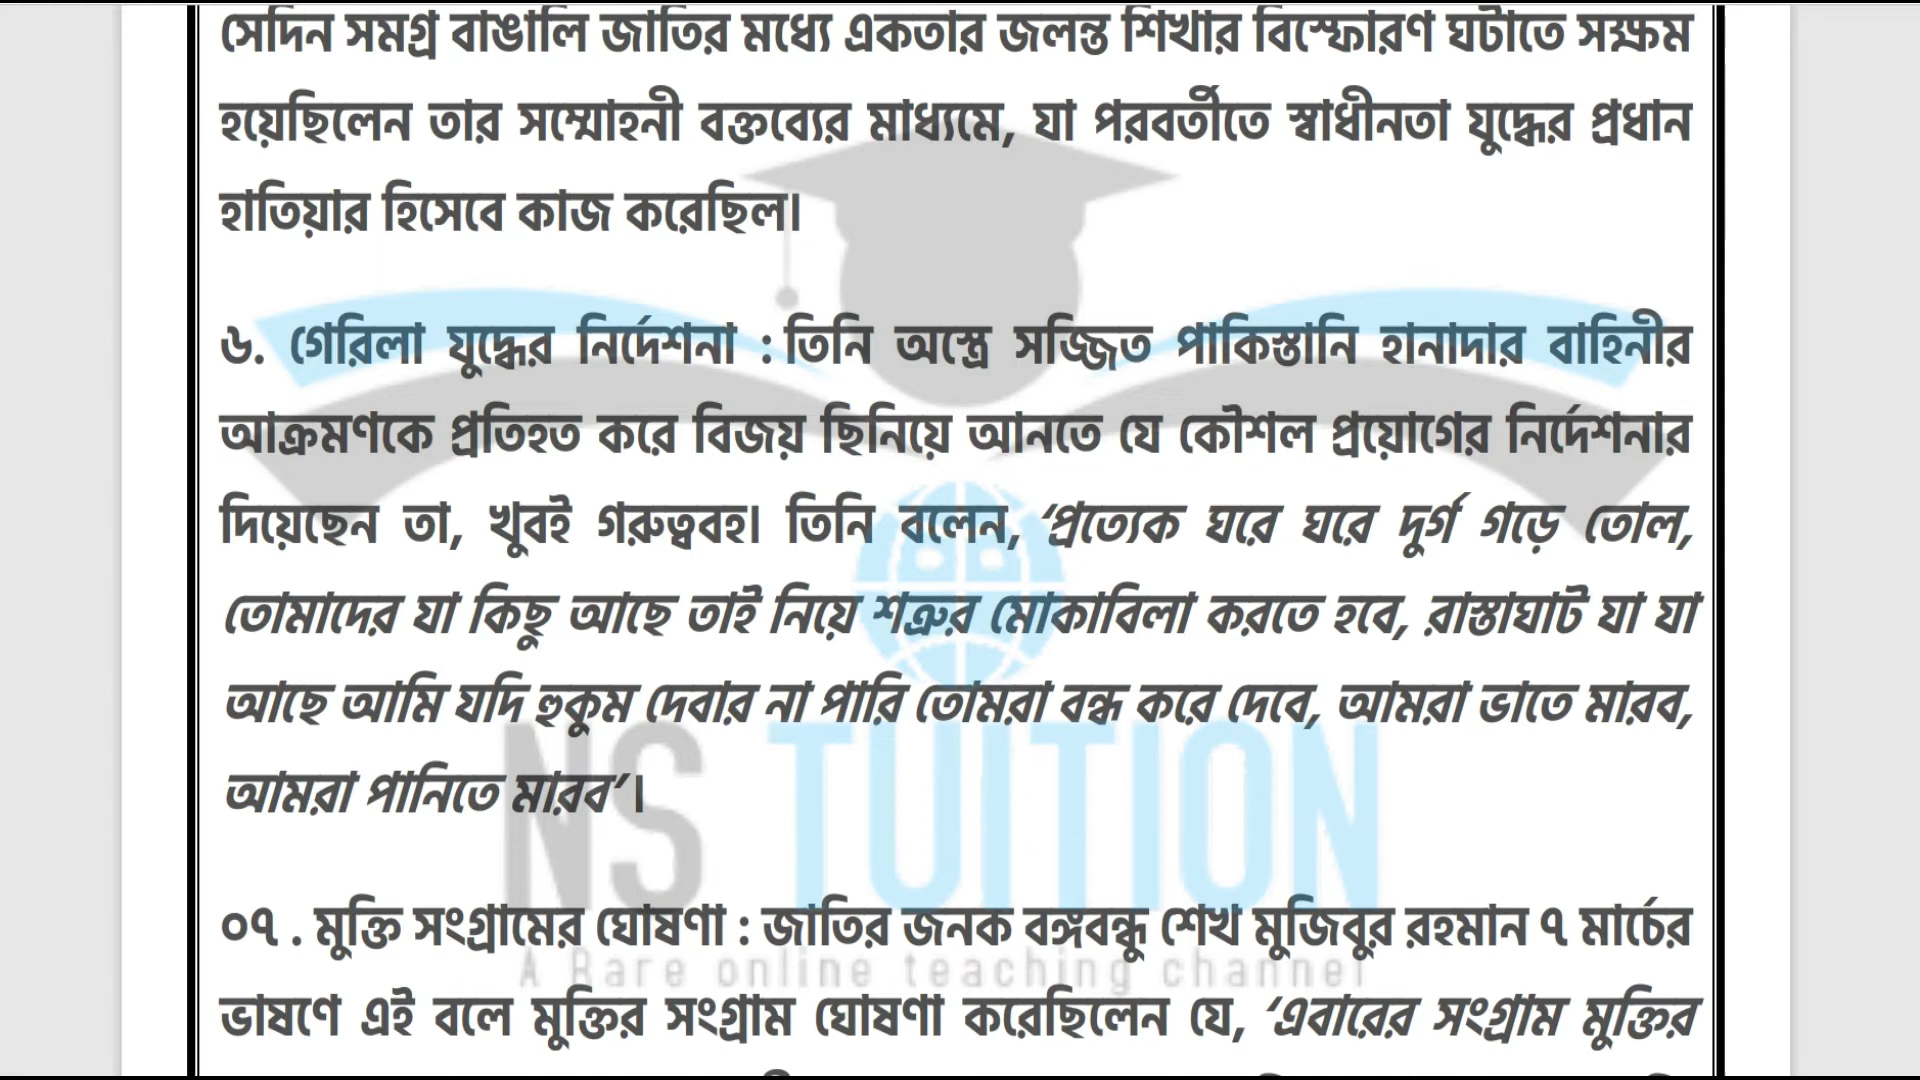 সেদিন সমগ্র বাঙালি জাতির মধ্যে একতার জলন্ত শিখার বিস্ফোরণ ঘটাতে সক্ষম
হয়েছিলেন তার সম্মোহনী বক্তব্যের মাধ্যমে, যা পরবর্তীতে স্বাধীনতা যুদ্ধের প্রধান
হাতিয়ার হিসেবে কাজ করেছিল।
৬. গেরিলা যুদ্ধের নির্দেশনা : তিনি অস্ত্রে সজ্জিত পাকিস্তানি হানাদার বাহিনীর
আক্রমণকে প্রতিহত করে বিজয় ছিনিয়ে আনতে যে কৌশল প্রয়োগের নির্দেশনার
দিয়েছেন তা, খুবই গরুত্ববহ। তিনি বলেন, ‘প্রত্যেক ঘরে ঘরে দুর্গ গড়ে তোল,
তোমাদের যা কিছু আছে তাই নিয়ে শত্রুর মোকাবিলা করতে হবে, রাস্তাঘাট যা যা
আছে আমি যদি হুকুম দেবার না পারি তোমরা বন্ধ করে দেবে, আমরা ভাতে মারব,
আমরা পানিতে মারব’।
NS TUITION
০৭ . মুক্তি সংগ্রামের ঘোষণা : জাতির জনক বঙ্গবন্ধু শেখ মুজিবুর রহমান ৭ মার্চের
A Rare online teaching channel
ভাষণে এই বলে মুক্তির সংগ্রাম ঘোষণা করেছিলেন যে, ‘এবারের সংগ্রাম মুক্তির